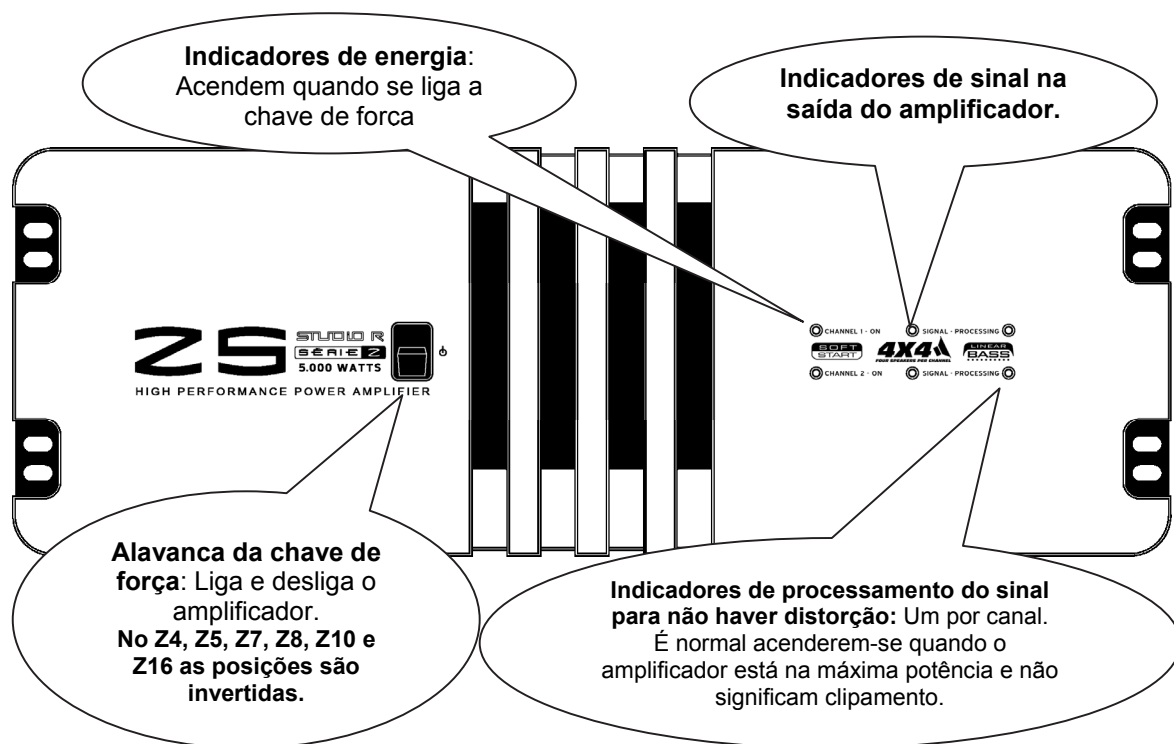 Indicadores de energia:
Acendem quando se liga a
chave de forca
Indicadores de sinal na
saída do amplificador.
Z5
STUDIO R
SÉRIE Z
5.000 WATTS
HIGH PERFORMANCE POWER AMPLIFIER
CHANNEL 1 - ON
SIGNAL - PROCESSING
SOFT
START
4X4
FOUR SPEAKERS PER CHANNEL
LINEAR
BASS
CHANNEL 2 - ON
SIGNAL - PROCESSING
Alavanca da chave de
força: Liga e desliga o
amplificador.
No Z4, Z5, Z7, Z8, Z10 e
Z16 as posições são
invertidas.
Indicadores de processamento do sinal
para não haver distorção: Um por canal.
É normal acenderem-se quando o
amplificador está na máxima potência e não
significam clipamento.